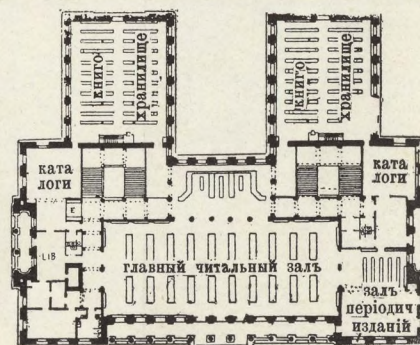 книго
хранилище
книго
хранилище
ката
логи
ката
логи
LIB
главный читальный залъ
залъ
періодич
изданій